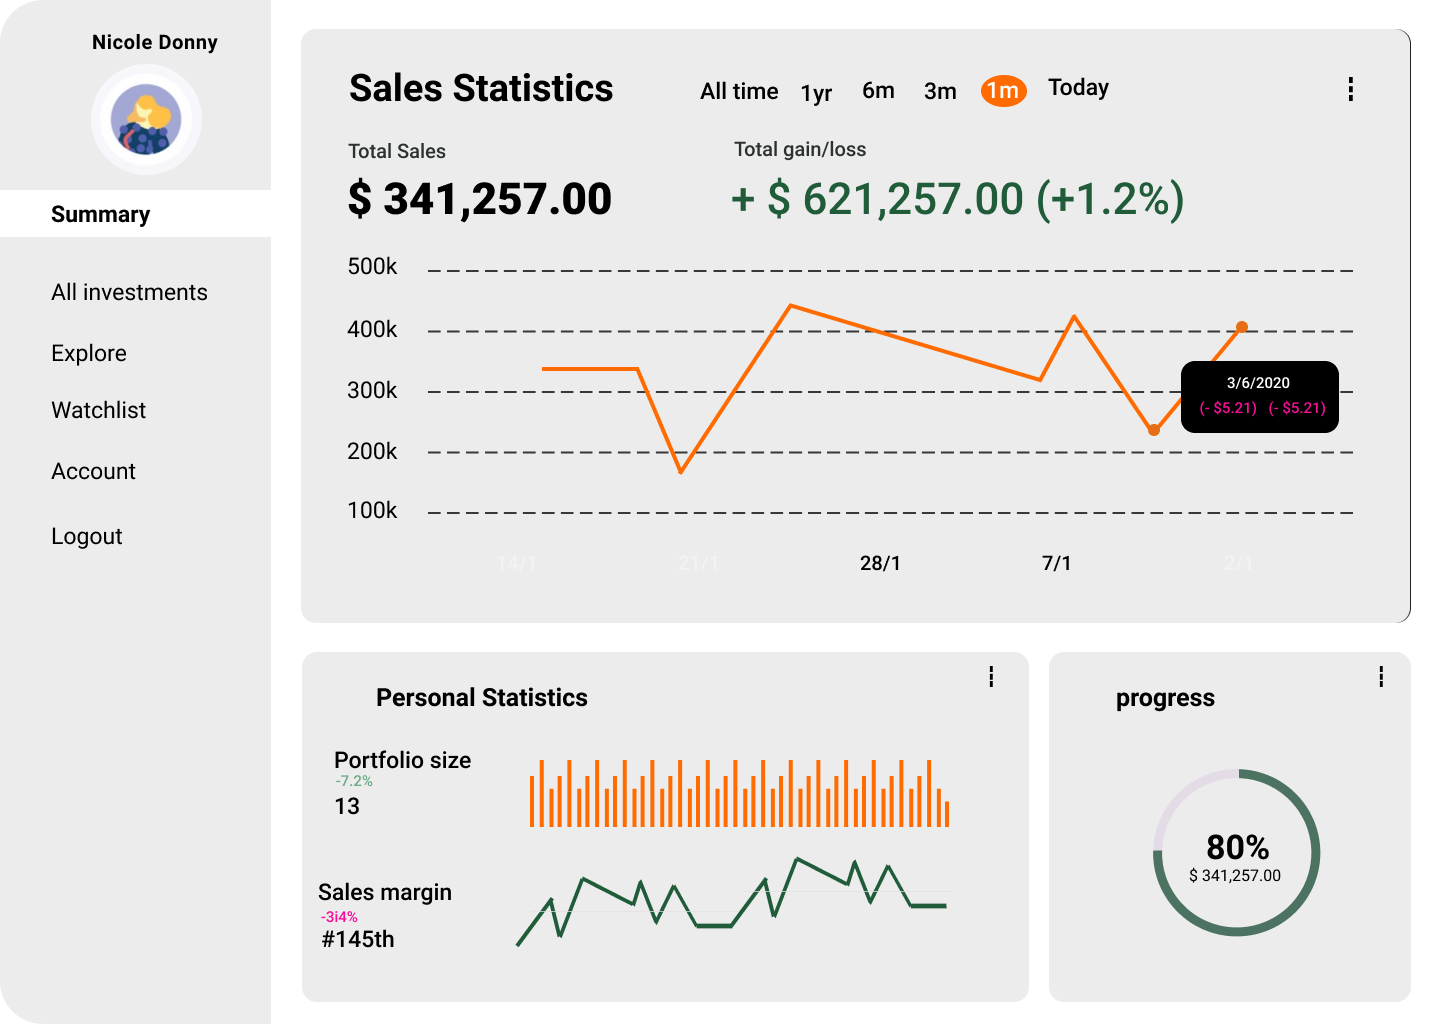 Nicole Donny
Summary
All investments
Explore
Watchlist
Account
Logout
Sales Statistics
All time 1yr 6m 3m 1m Today
Total Sales
$ 341,257.00
Total gain/loss
+ $ 621,257.00 (+1.2%)
500k
400k
300k
200k
100k
3/6/2020
(- $5.21) (- $5.21)
14/1 21/1 28/1 7/1 2/1
Personal Statistics
Portfolio size
-7.2%
13
Sales margin
-3i4%
#145th
progress
80%
$ 341,257.00